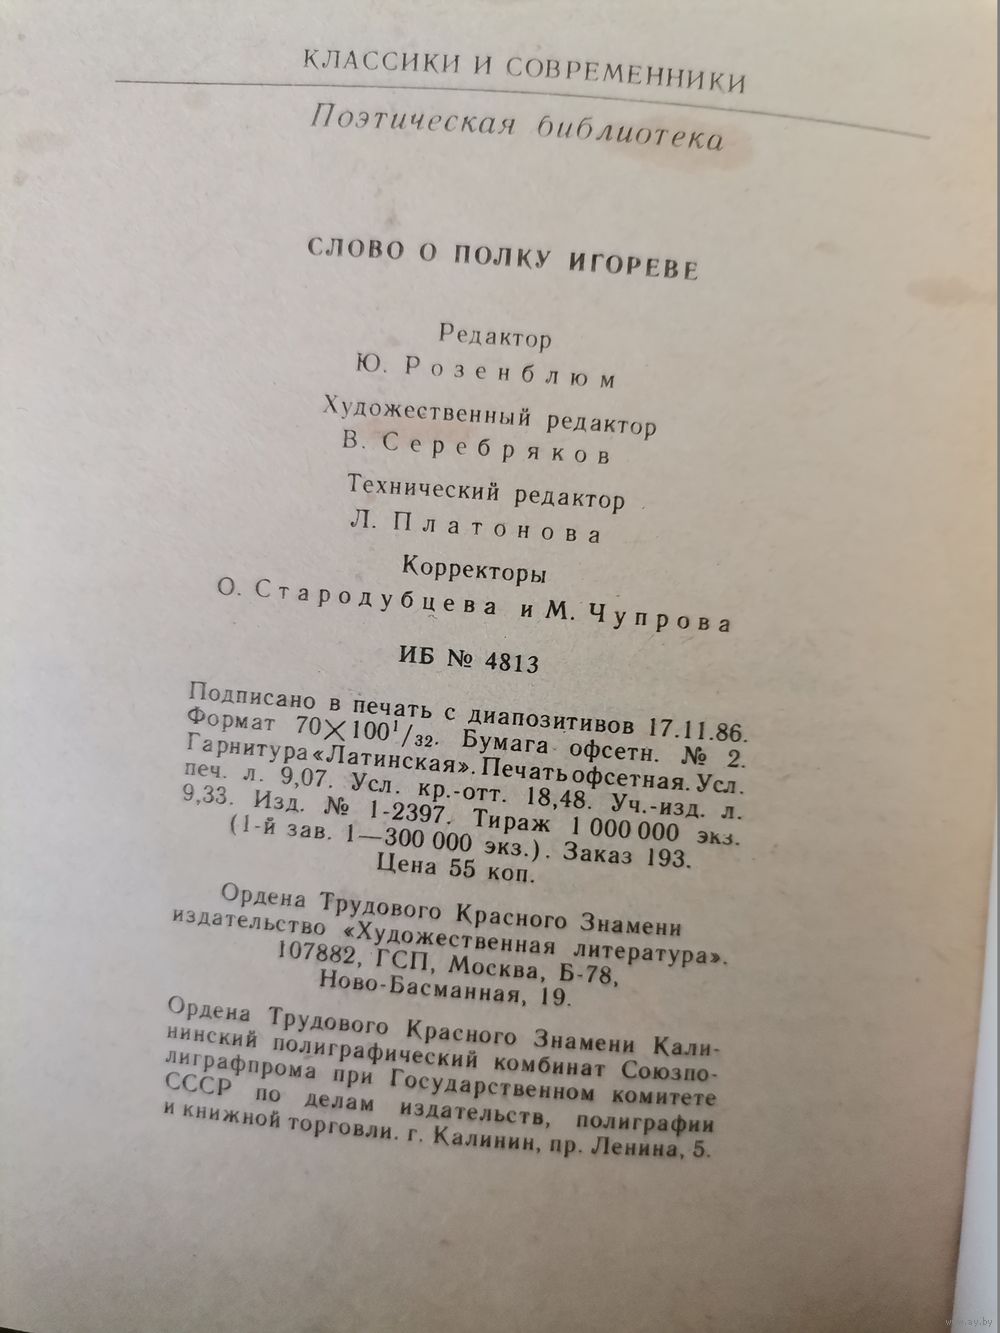 КЛАССИКИ И СОВРЕМЕННИКИ
Поэтическая библиотека
СЛОВО О ПОЛКУ ИГОРЕВЕ
Редактор
Ю. Розенблюм
Художественный редактор
В. Серебряков
Технический редактор
Л. Платонова
Корректоры
О. Стародубцева и М. Чупрова
ИБ № 4813
Подписано в печать с диапозитивов 17.11.86.
Формат 70×100¹/₃₂. Бумага офсетн. № 2.
Гарнитура «Латинская». Печать офсетная. Усл.
печ. л. 9,07. Усл. кр.-отт. 18,48. Уч.-изд. л.
9,33. Изд. № 1-2397. Тираж 1 000 000 экз.
(1-й зав. 1—300 000 экз.). Заказ 193.
Цена 55 коп.
Ордена Трудового Красного Знамени
издательство «Художественная литература».
107882, ГСП, Москва, Б-78,
Ново-Басманная, 19.
Ордена Трудового Красного Знамени Кали-
нинский полиграфический комбинат Союзпо-
лиграфпрома при Государственном комитете
СССР по делам издательств, полиграфии
и книжной торговли. г. Калинин, пр. Ленина, 5.
www.ay.by